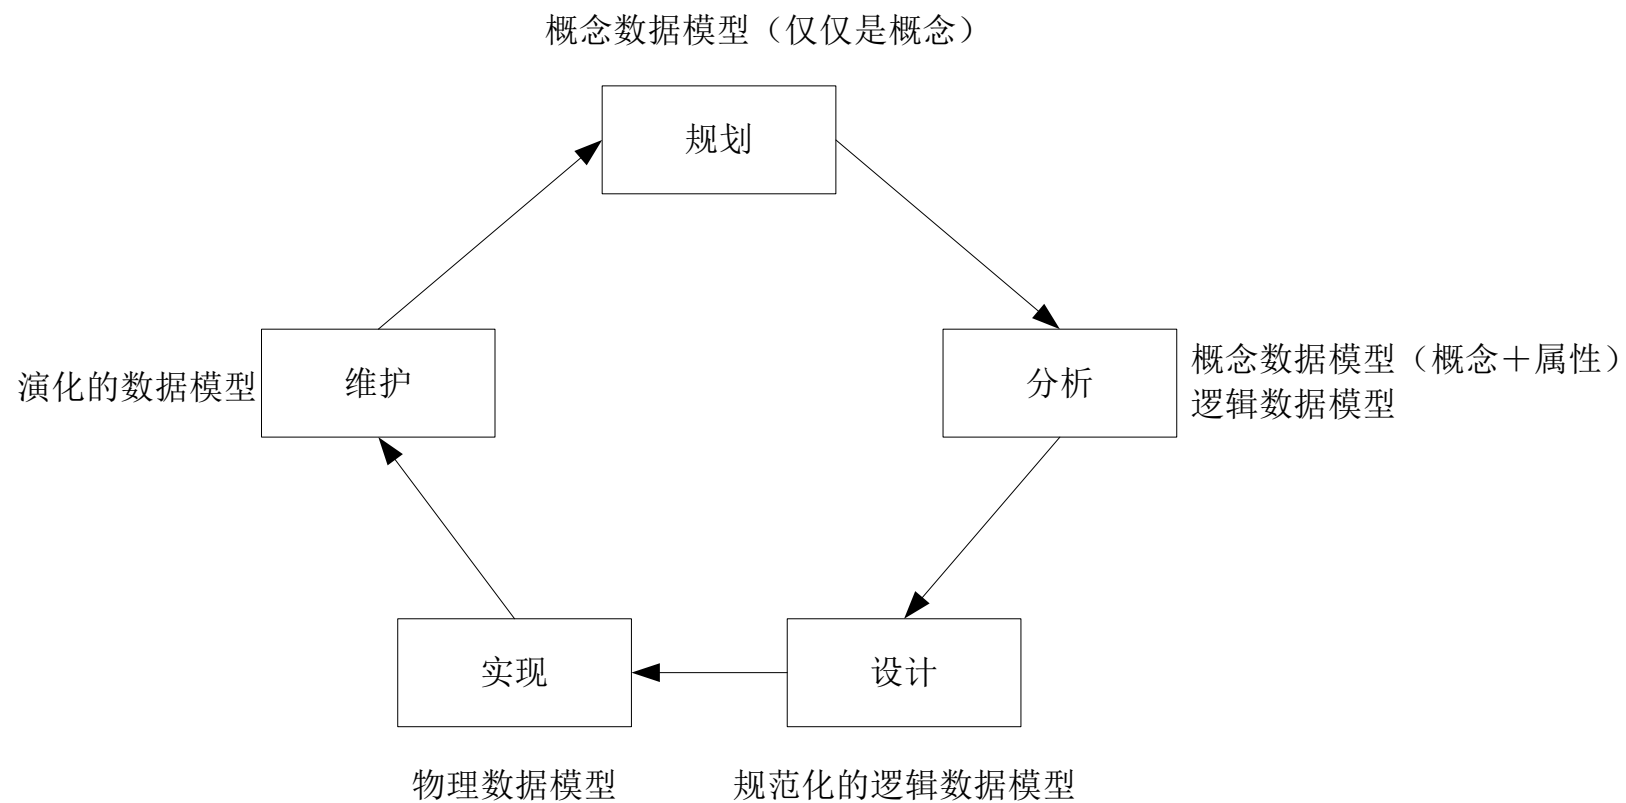 概念数据模型（仅仅是概念）
规划
演化的数据模型
维护
分析
概念数据模型（概念＋属性）
逻辑数据模型
实现
设计
物理数据模型
规范化的逻辑数据模型